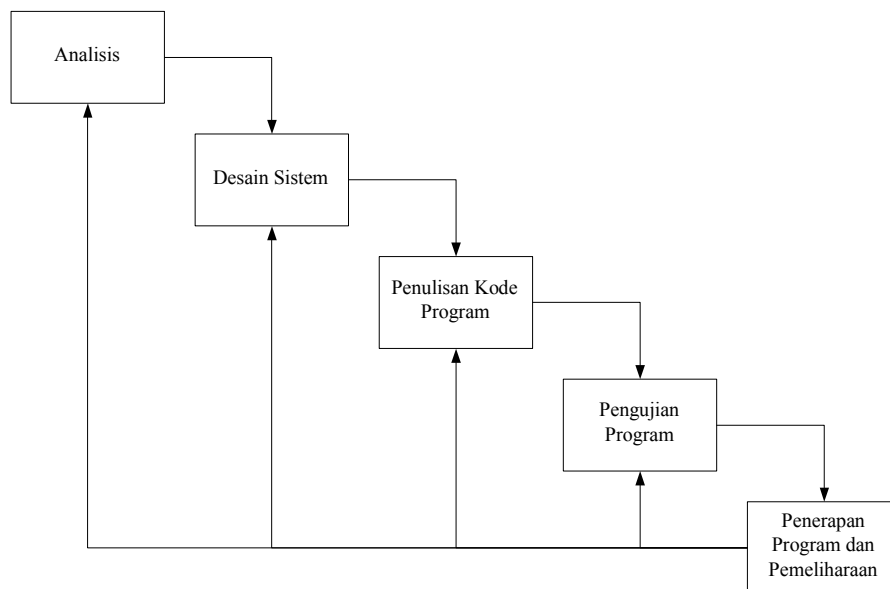 Analisis
Desain Sistem
Penulisan Kode
Program
Pengujian
Program
Penerapan
Program dan
Pemeliharaan